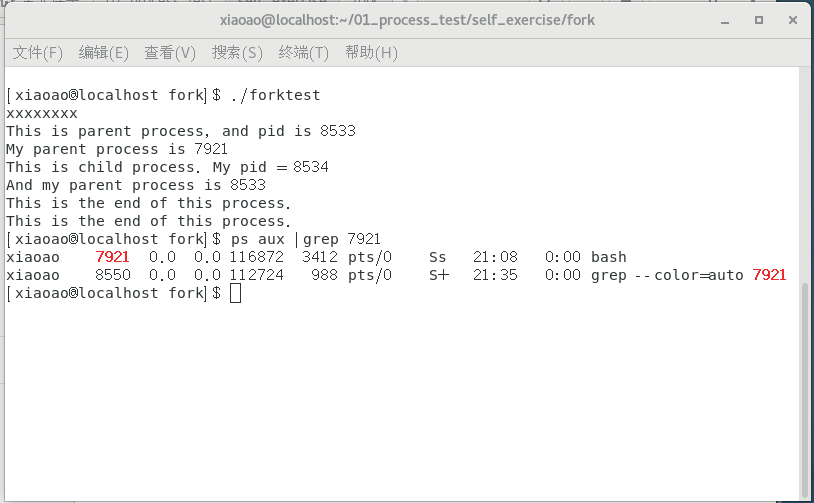 xiaoao@localhost:~/01_process_test/self_exercise/fork
文件(F) 编辑(E) 查看(V) 搜索(S) 终端(T) 帮助(H)
[xiaoao@localhost fork]$ ./forktest
xxxxxxxx
This is parent process, and pid is 8533
My parent process is 7921
This is child process. My pid = 8534
And my parent process is 8533
This is the end of this process.
This is the end of this process.
[xiaoao@localhost fork]$ ps aux |grep 7921
xiaoao    7921  0.0  0.0 116872  3412 pts/0    Ss   21:08   0:00 bash
xiaoao    8550  0.0  0.0 112724   988 pts/0    S+   21:35   0:00 grep --color=auto 7921
[xiaoao@localhost fork]$